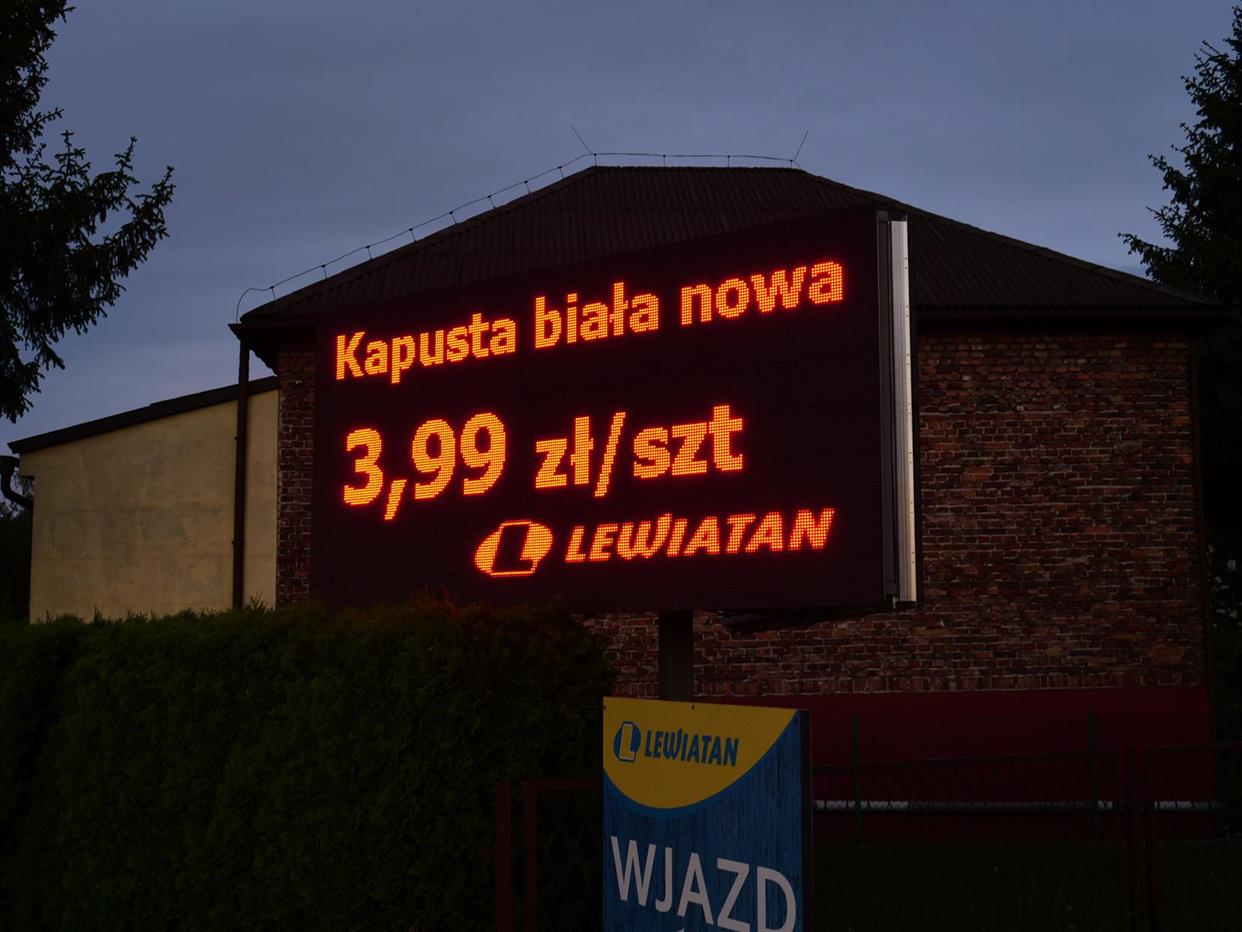 Kapusta biała nowa
3,99 zł/szt
L LEWIATAN
L LEWIATAN
WJAZD